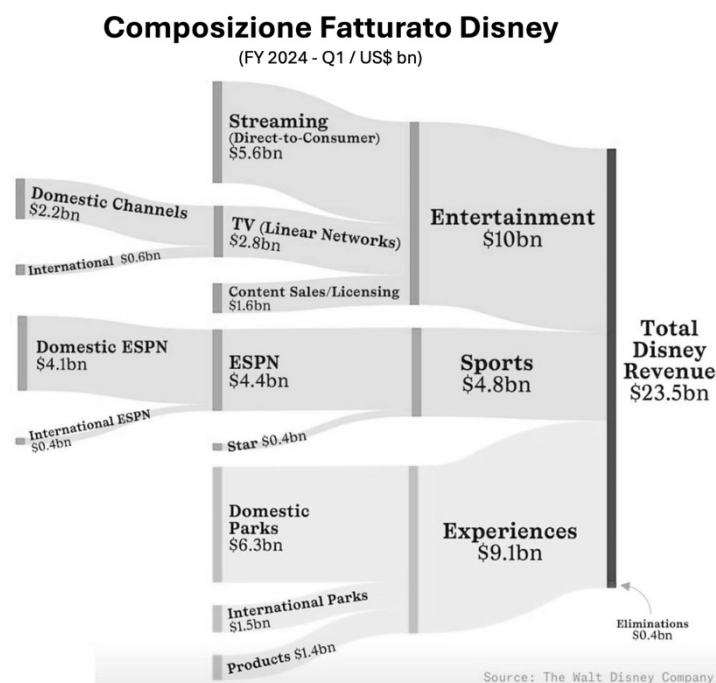 Composizione Fatturato Disney
(FY 2024 - Q1 / US$ bn)
Streaming
(Direct-to-Consumer)
$5.6bn
Domestic Channels
$2.2bn
TV (Linear Networks)
$2.8bn
International $0.6bn
Content Sales/Licensing
$1.6bn
Entertainment
$10bn
Domestic ESPN
$4.1bn
ESPN
$4.4bn
Sports
$4.8bn
Total
Disney
Revenue
$23.5bn
International ESPN
$0.4bn
Star $0.4bn
Domestic
Parks
$6.3bn
Experiences
$9.1bn
International Parks
$1.5bn
Products $1.4bn
Eliminations
$0.4bn
Source: The Walt Disney Company